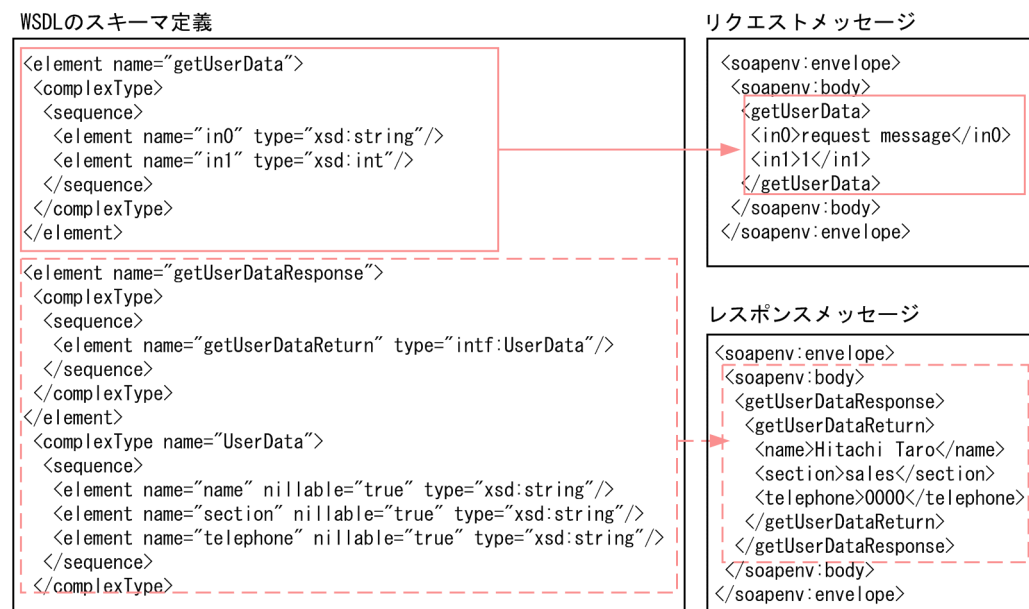 WSDLのスキーマ定義
<element name="getUserData">
<complexType>
<sequence>
<element name="in0" type="xsd:string"/>
<element name="in1" type="xsd:int"/>
</sequence>
</complexType>
</element>
<element name="getUserDataResponse">
<complexType>
<sequence>
<element name="getUserDataReturn" type="intf:UserData"/>
</sequence>
</complexType>
</element>
<complexType name="UserData">
<sequence>
<element name="name" nillable="true" type="xsd:string"/>
<element name="section" nillable="true" type="xsd:string"/>
<element name="telephone" nillable="true" type="xsd:string"/>
</sequence>
</complexType>
リクエストメッセージ
<soapenv:envelope>
<soapenv:body>
<getUserData>
<in0>request message</in0>
<in1>1</in1>
</getUserData>
</soapenv:body>
</soapenv:envelope>
レスポンスメッセージ
<soapenv:envelope>
<soapenv:body>
<getUserDataResponse>
<getUserDataReturn>
<name>Hitachi Taro</name>
<section>sales</section>
<telephone>0000</telephone>
</getUserDataReturn>
</getUserDataResponse>
</soapenv:body>
</soapenv:envelope>